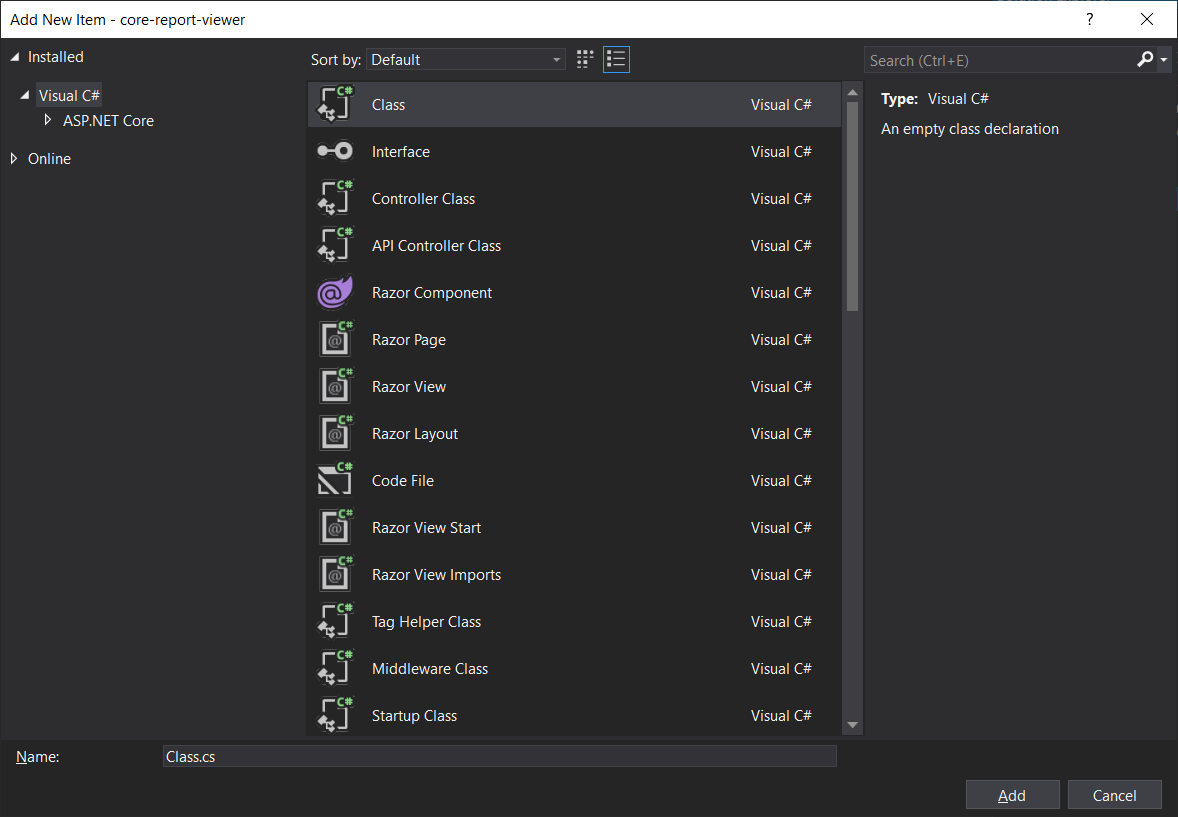 Add New Item - core-report-viewer
?
Installed
Visual C#
ASP.NET Core
Online
Sort by: Default
Class Visual C#
Interface Visual C#
Controller Class Visual C#
API Controller Class Visual C#
Razor Component Visual C#
Razor Page Visual C#
Razor View Visual C#
Razor Layout Visual C#
Code File Visual C#
Razor View Start Visual C#
Razor View Imports Visual C#
Tag Helper Class Visual C#
Middleware Class Visual C#
Startup Class Visual C#
Search (Ctrl+E)
Type: Visual C#
An empty class declaration
Name: Class.cs
Add Cancel